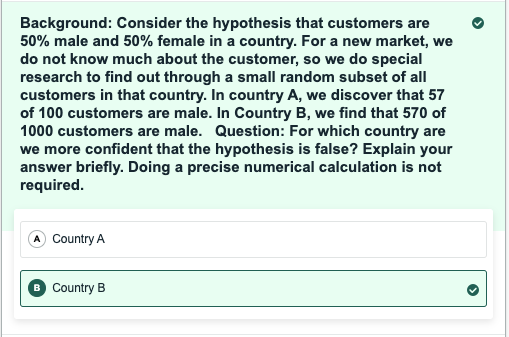 Background: Consider the hypothesis that customers are
50% male and 50% female in a country. For a new market, we
do not know much about the customer, so we do special
research to find out through a small random subset of all
customers in that country. In country A, we discover that 57
of 100 customers are male. In Country B, we find that 570 of
1000 customers are male.   Question: For which country are
we more confident that the hypothesis is false? Explain your
answer briefly. Doing a precise numerical calculation is not
required.
A Country A
B Country B